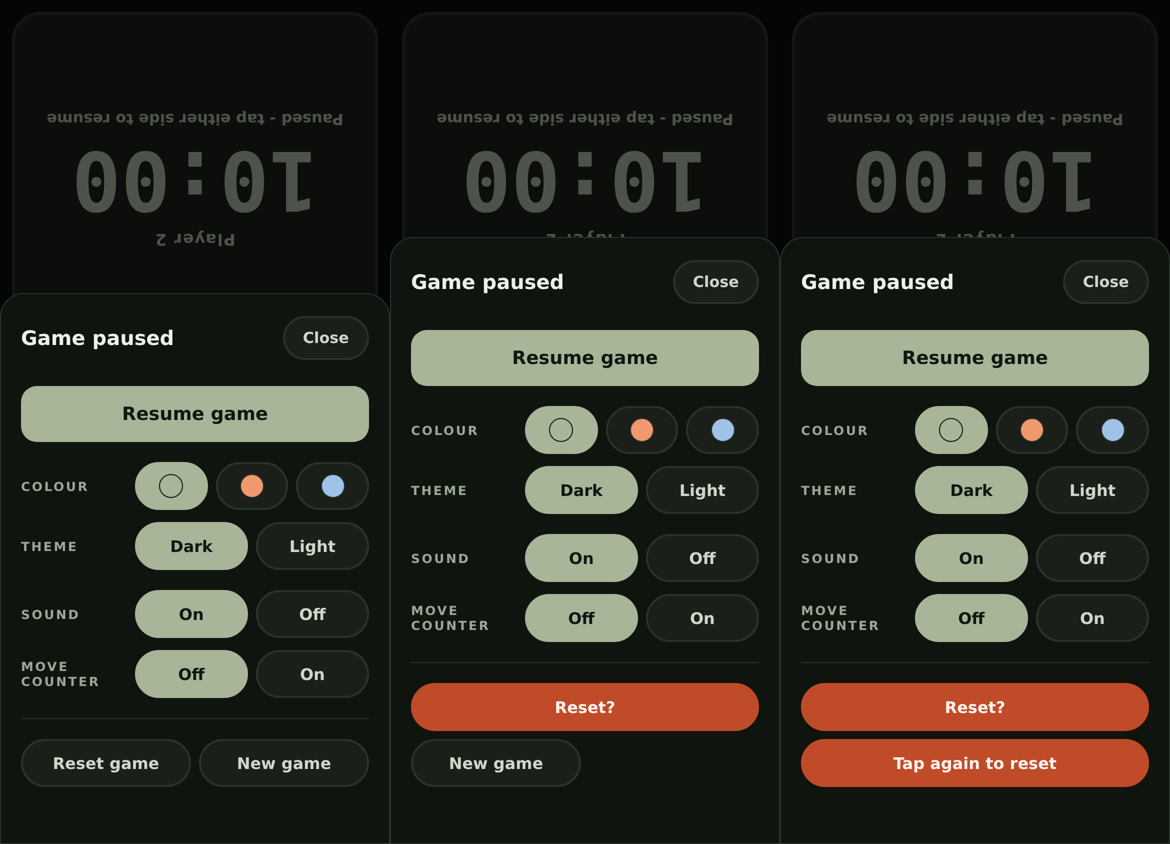 Player 2
10:00
Paused - tap either side to resume
Game paused
Close
Resume game
COLOUR
THEME
Dark
Light
SOUND
On
Off
MOVE
COUNTER
Off
On
Reset game
New game
Player 2
10:00
Paused - tap either side to resume
Game paused
Close
Resume game
COLOUR
THEME
Dark
Light
SOUND
On
Off
MOVE
COUNTER
Off
On
Reset?
New game
Player 2
10:00
Paused - tap either side to resume
Game paused
Close
Resume game
COLOUR
THEME
Dark
Light
SOUND
On
Off
MOVE
COUNTER
Off
On
Reset?
Tap again to reset